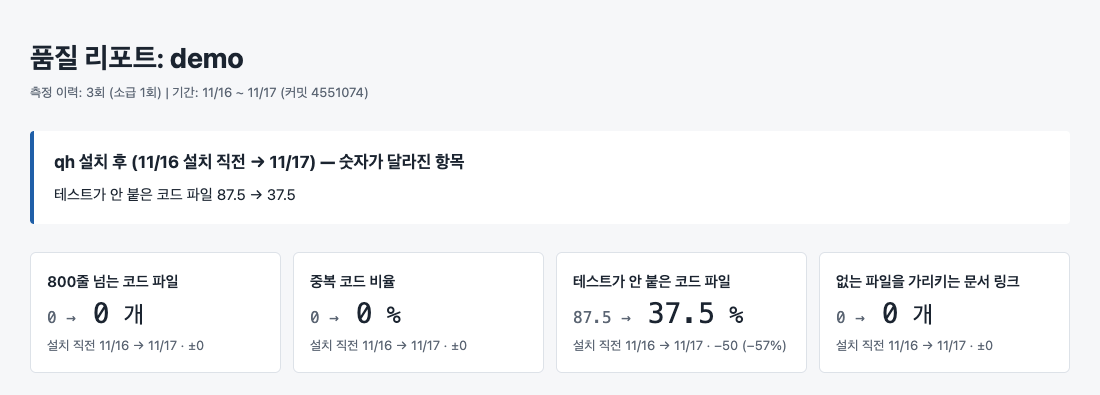 품질 리포트: demo
측정 이력: 3회 (소급 1회) | 기간: 11/16 ~ 11/17 (커밋 4551074)
qh 설치 후 (11/16 설치 직전 → 11/17) — 숫자가 달라진 항목
테스트가 안 붙은 코드 파일 87.5 → 37.5
800줄 넘는 코드 파일
0 → 0 개
설치 직전 11/16 → 11/17 · ±0
중복 코드 비율
0 → 0 %
설치 직전 11/16 → 11/17 · ±0
테스트가 안 붙은 코드 파일
87.5 → 37.5 %
설치 직전 11/16 → 11/17 · −50 (−57%)
없는 파일을 가리키는 문서 링크
0 → 0 개
설치 직전 11/16 → 11/17 · ±0